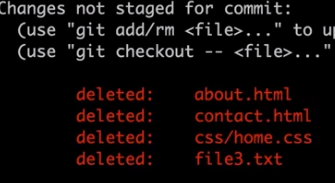 Changes not staged for commit:
(use "git add/rm <file>..." to up
(use "git checkout -- <file>..."
deleted: about.html
deleted: contact.html
deleted: css/home.css
deleted: file3.txt